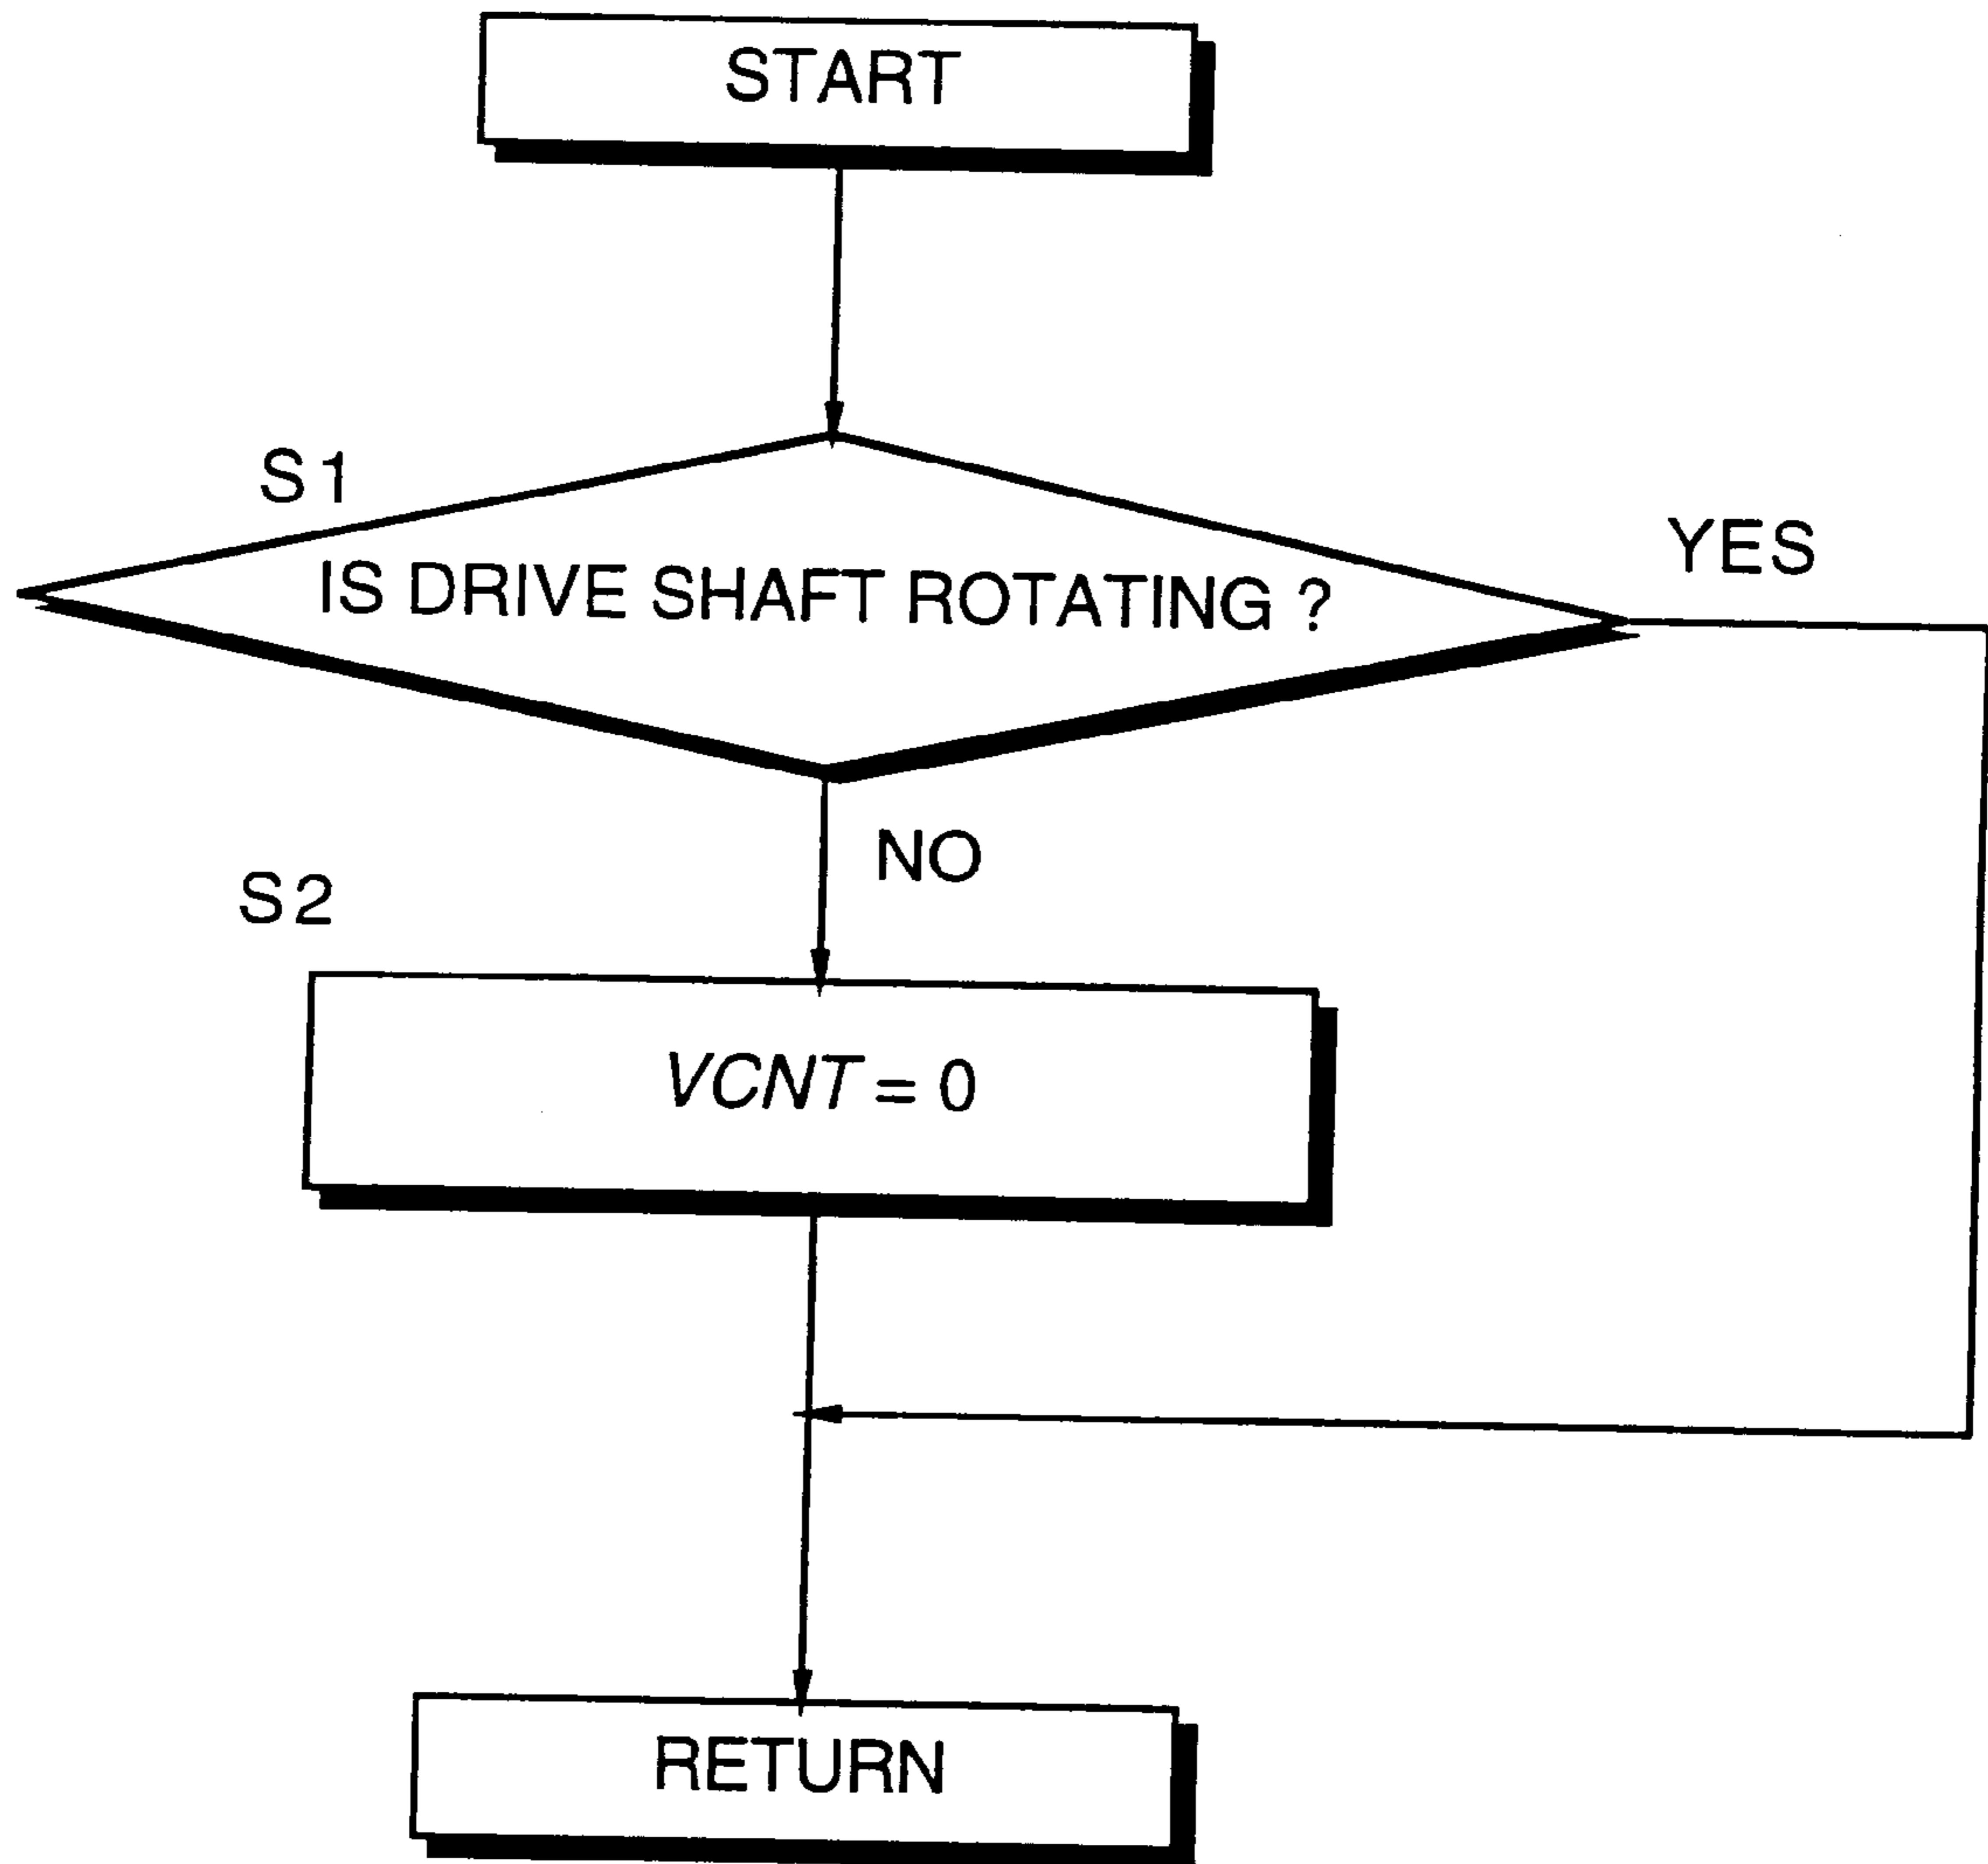 START
S1
YES
IS DRIVE SHAFT ROTATING ?
NO
S2
VCNT = 0
RETURN